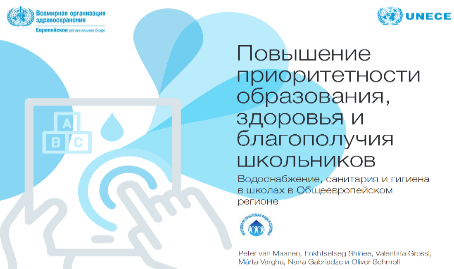 Всемирная организация
здравоохранения
Европейское региональное бюро
UNECE
Повышение
приоритетности
образования,
здоровья и
благополучия
школьников
Водоснабжение, санитария и гигиена
в школах в Общеевропейском
регионе
A
B C
Peter van Maanen, Enkhtsetseg Shinee, Valentina Grossi,
Márta Vargha, Nana Gabriadze и Oliver Schmoll